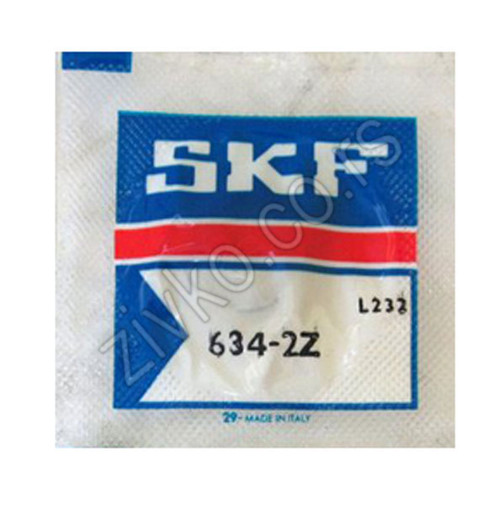 SKF
L232
634-2Z
29-MADE IN ITALY
ZIVKO.CO.RS